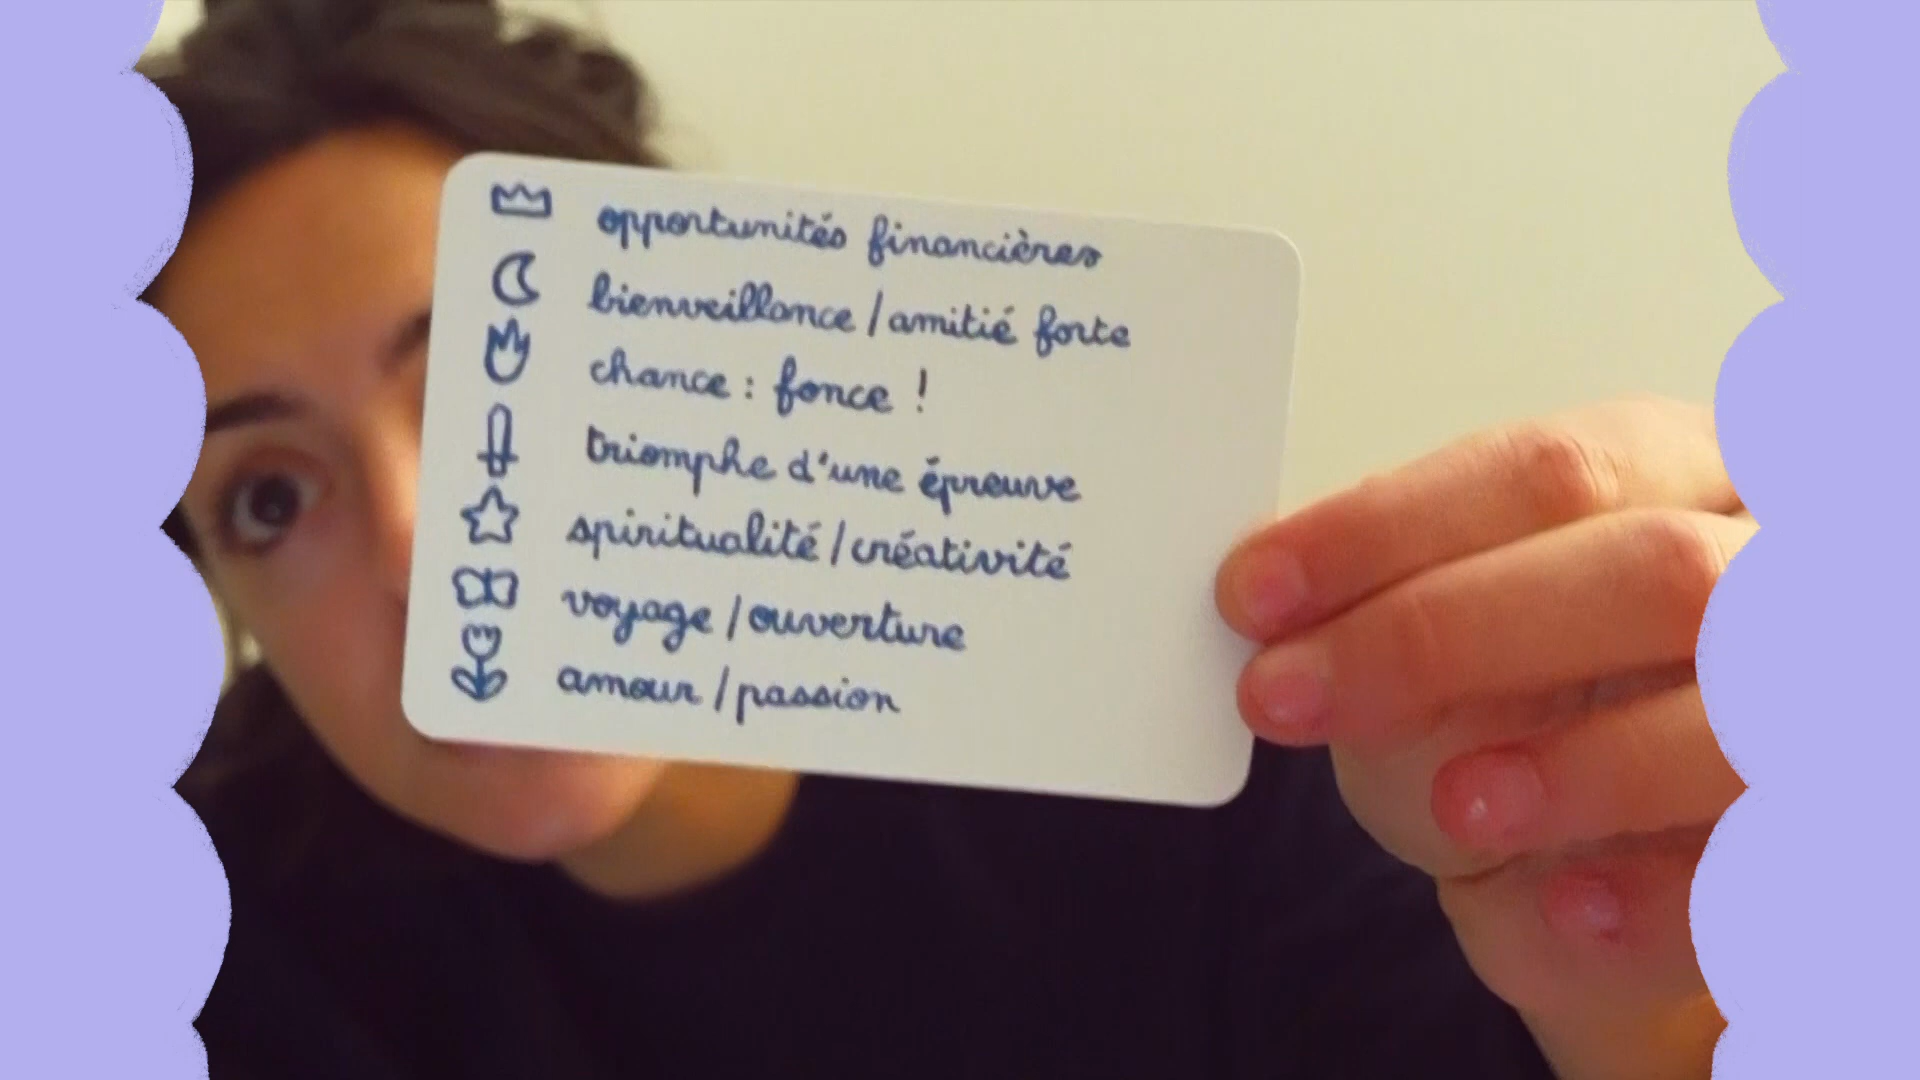 opportunités financières
bienveillance / amitié forte
chance : fonce !
triomphe d'une épreuve
spiritualité / créativité
voyage / ouverture
amour / passion